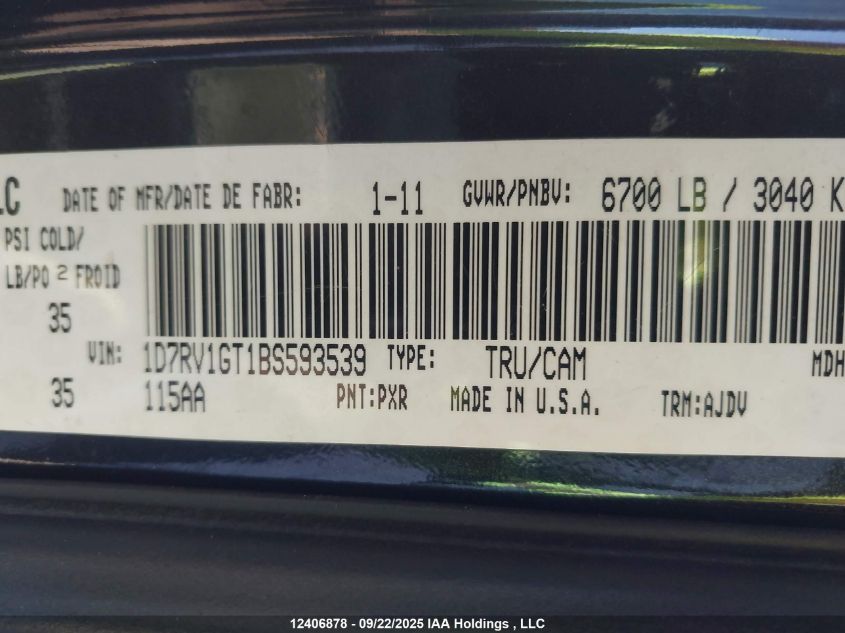 LC DATE OF MFR/DATE DE FABR: 1-11 GVWR/PNBV: 6700 LB / 3040 K
PSI COLD/
LB/PO 2 FROID
35
VIN: 1D7RV1GT1BS593539 TYPE: TRU/CAM MDH
35 115AA PNT:PXR MADE IN U.S.A. TRM:AJDV
12406878 - 09/22/2025 IAA Holdings , LLC